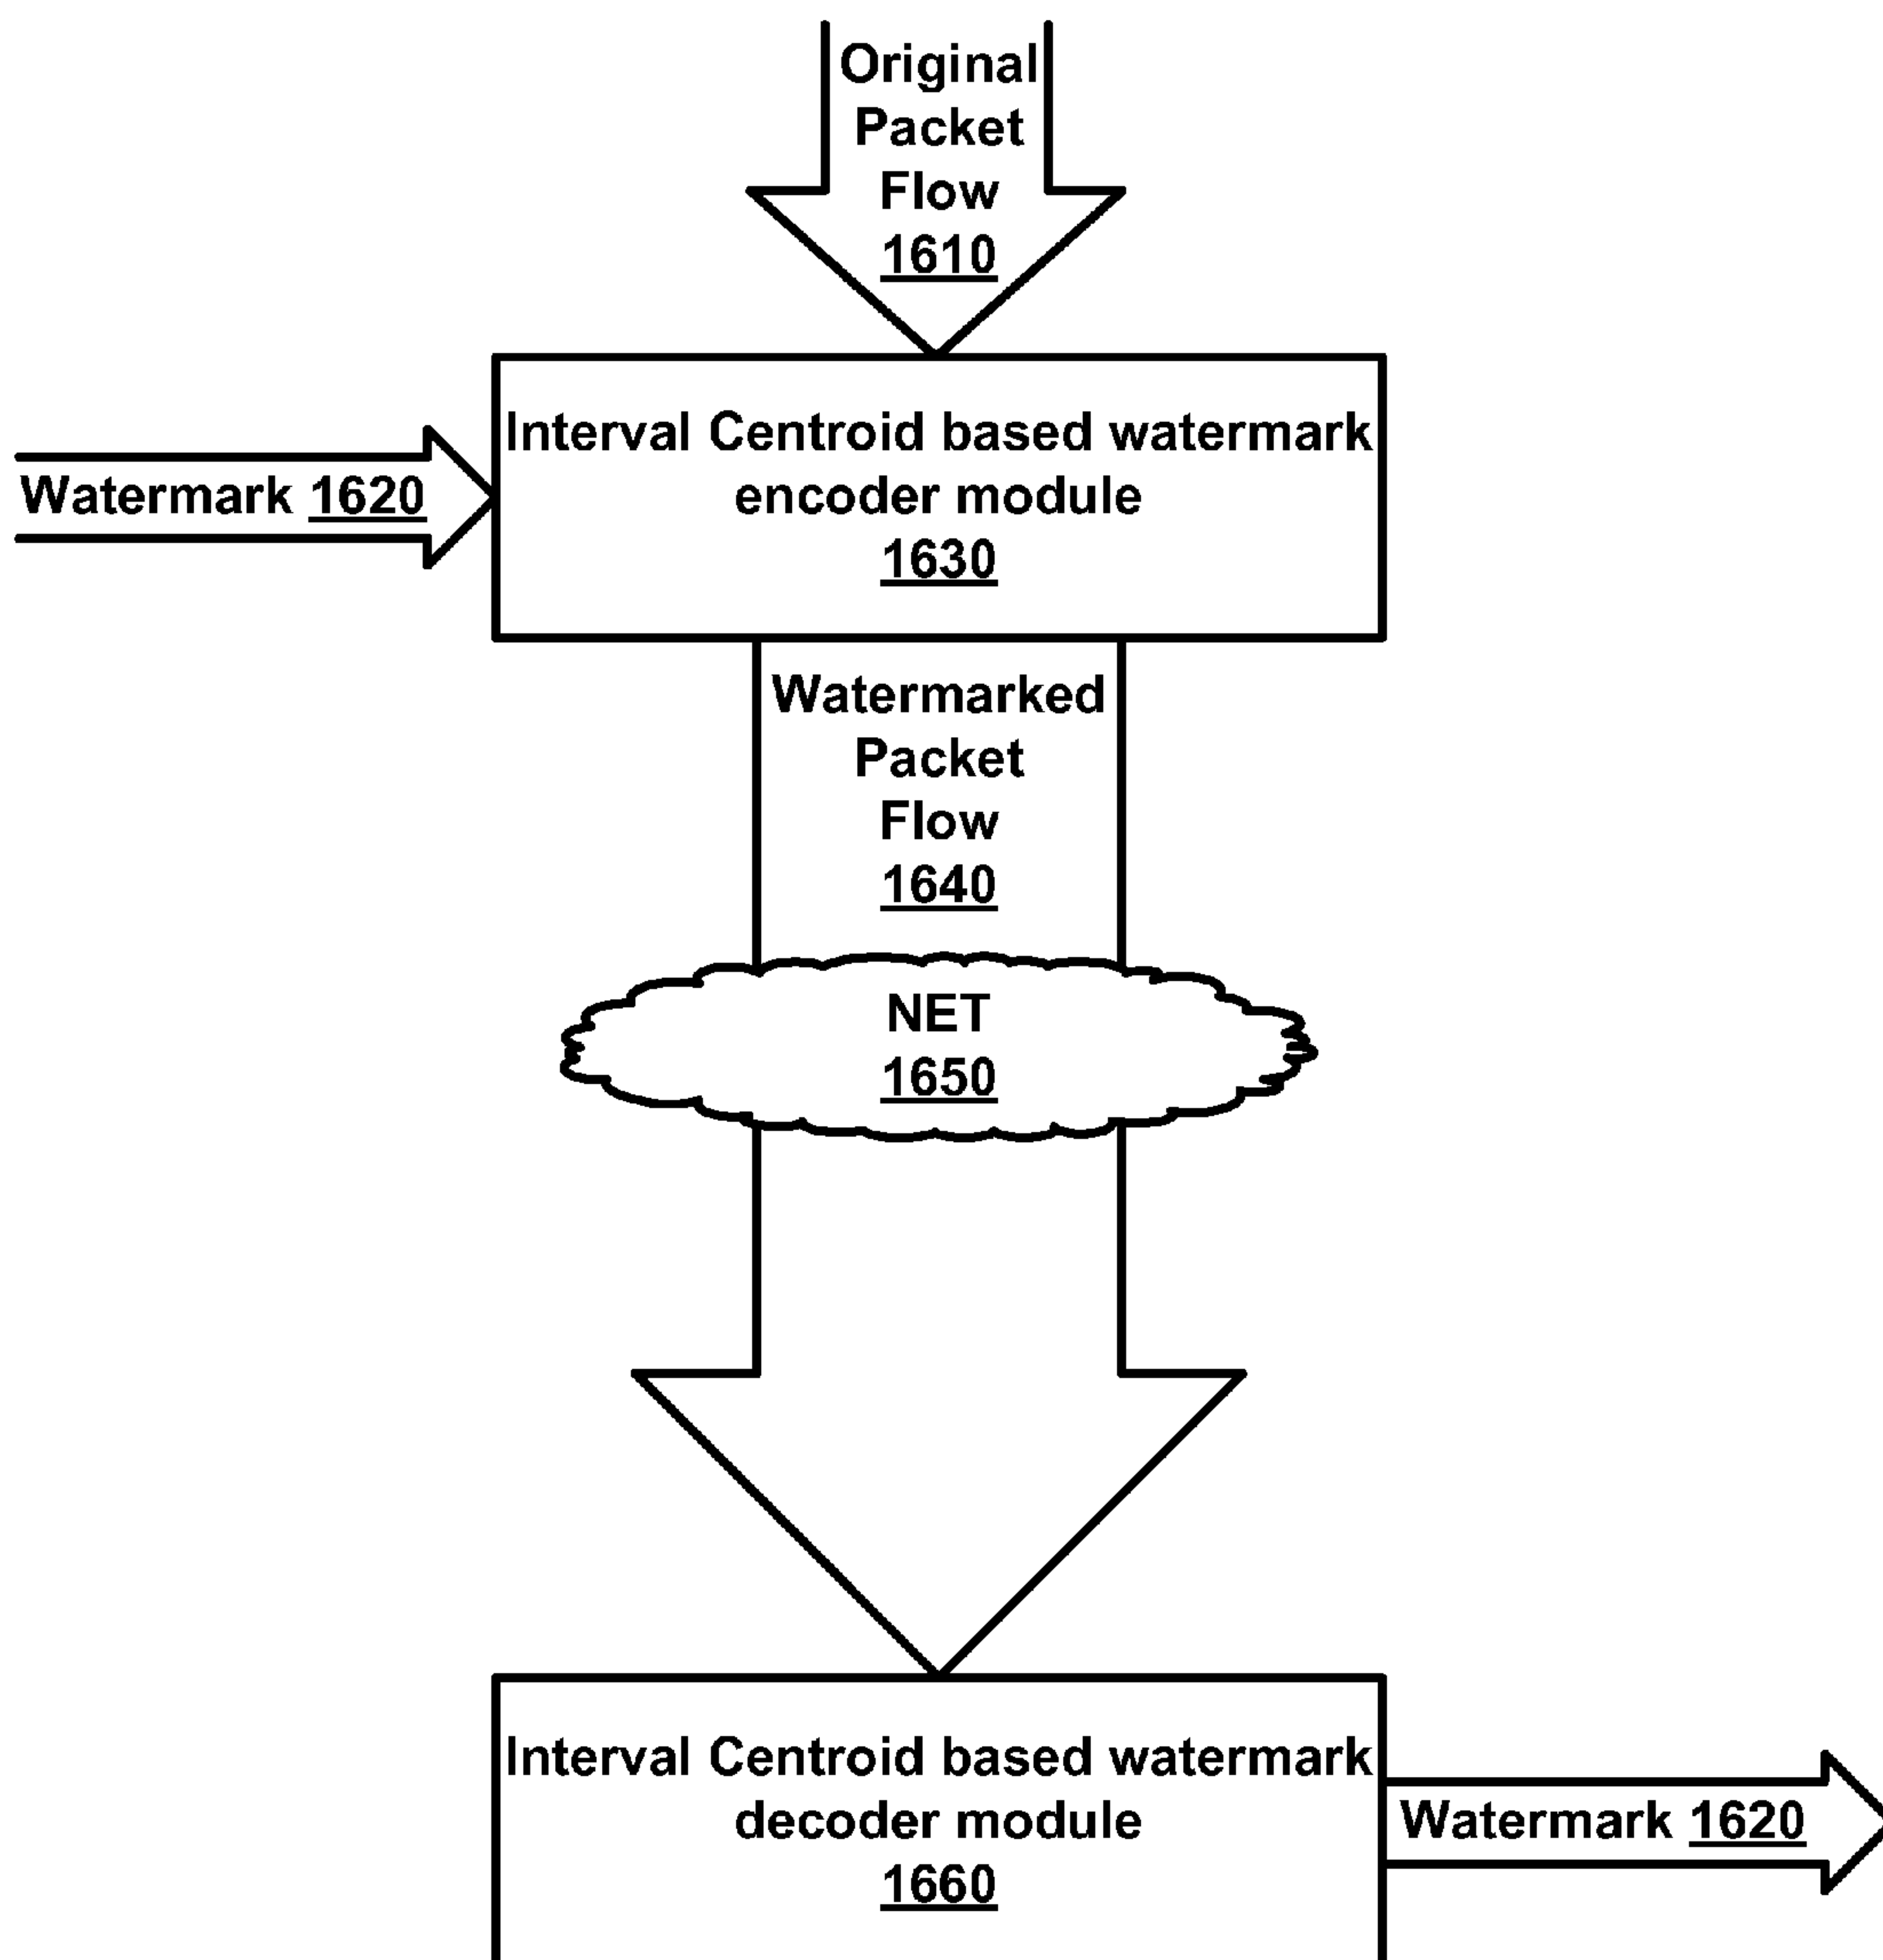 Original
Packet
Flow
1610
Interval Centroid based watermark
encoder module
1630
Watermark 1620
Watermarked
Packet
Flow
1640
NET
1650
Interval Centroid based watermark
decoder module
1660
Watermark 1620